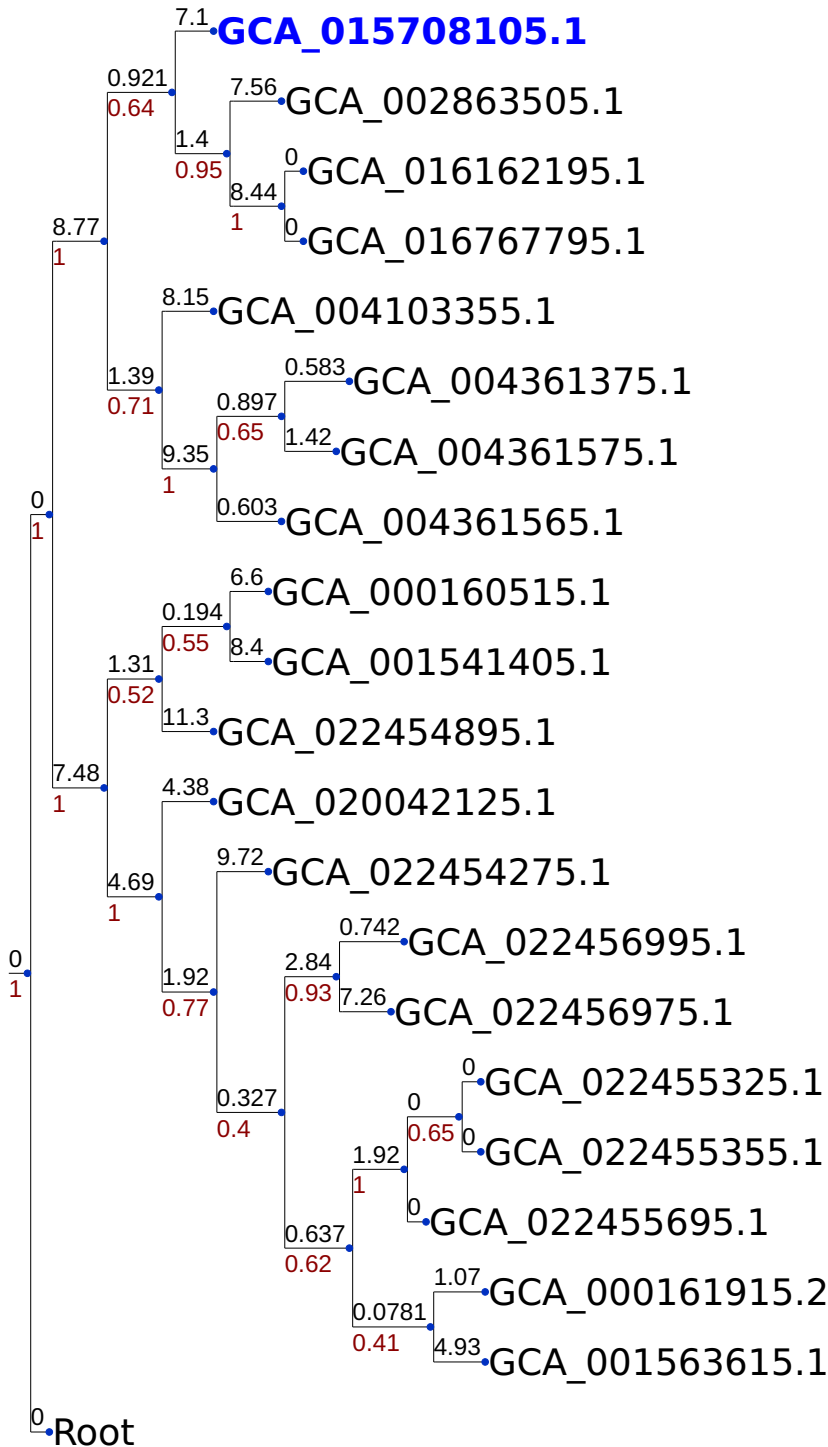 7.1
GCA_015708105.1
0.921
0.64
7.56
GCA_002863505.1
1.4
0.95
0
GCA_016162195.1
8.44
1
0
GCA_016767795.1
8.77
1
8.15
GCA_004103355.1
1.39
0.71
0.583
GCA_004361375.1
0.897
0.65
1.42
GCA_004361575.1
9.35
1
0.603
GCA_004361565.1
0
1
6.6
GCA_000160515.1
0.194
0.55
8.4
GCA_001541405.1
1.31
0.52
11.3
GCA_022454895.1
7.48
1
4.38
GCA_020042125.1
4.69
1
9.72
GCA_022454275.1
1.92
0.77
0.742
GCA_022456995.1
2.84
0.93
7.26
GCA_022456975.1
0
1
0.327
0.4
0
GCA_022455325.1
0
0.65
0
GCA_022455355.1
1.92
1
0
GCA_022455695.1
0.637
0.62
1.07
GCA_000161915.2
0.0781
0.41
4.93
GCA_001563615.1
0
Root